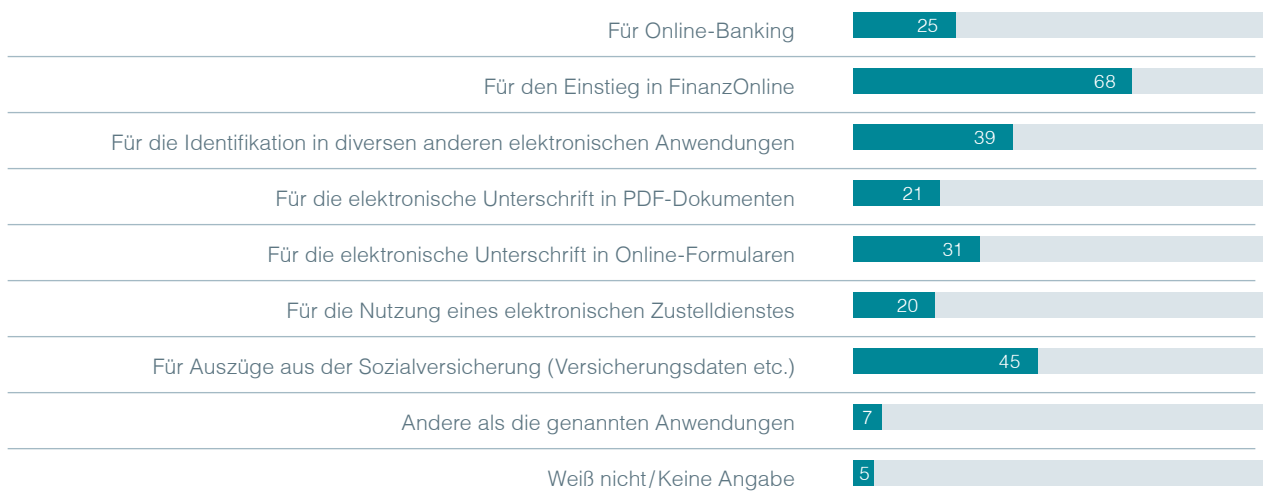 Für Online-Banking 25
Für den Einstieg in FinanzOnline 68
Für die Identifikation in diversen anderen elektronischen Anwendungen 39
Für die elektronische Unterschrift in PDF-Dokumenten 21
Für die elektronische Unterschrift in Online-Formularen 31
Für die Nutzung eines elektronischen Zustelldienstes 20
Für Auszüge aus der Sozialversicherung (Versicherungsdaten etc.) 45
Andere als die genannten Anwendungen 7
Weiß nicht/Keine Angabe 5